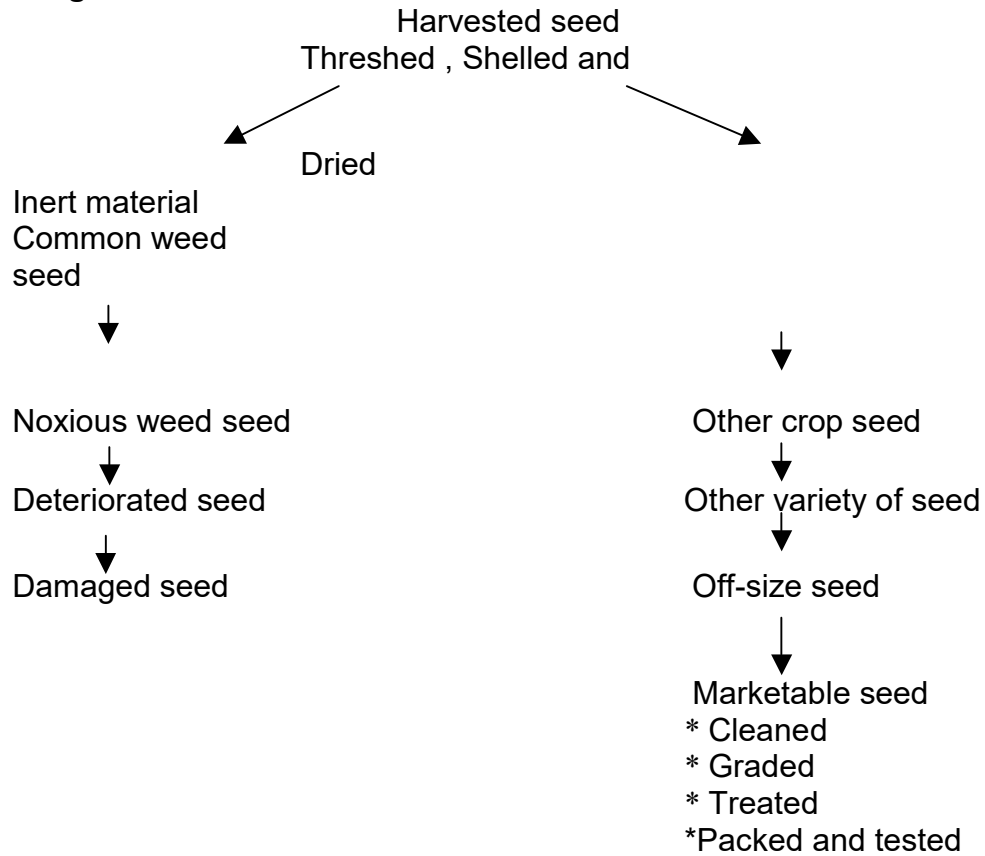 Harvested seed
Threshed , Shelled and
Dried
Inert material
Common weed
seed
Noxious weed seed
Deteriorated seed
Damaged seed
Other crop seed
Other variety of seed
Off-size seed
Marketable seed
* Cleaned
* Graded
* Treated
*Packed and tested